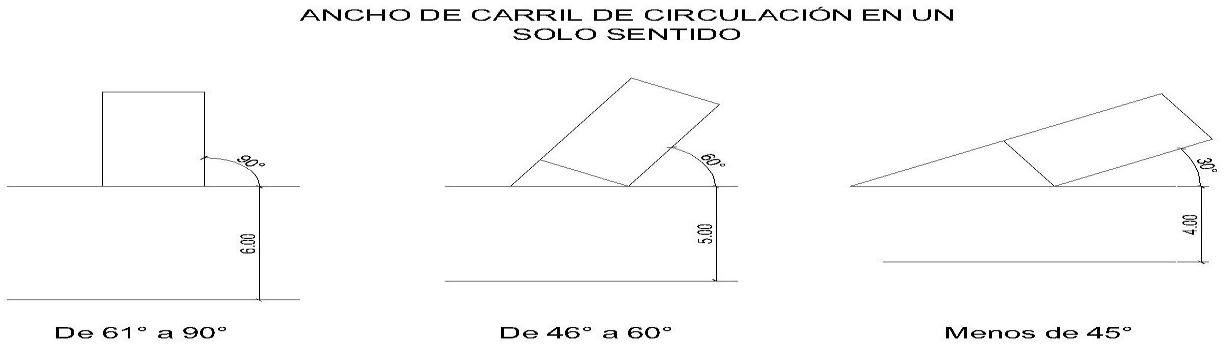 ANCHO DE CARRIL DE CIRCULACIÓN EN UN
SOLO SENTIDO
90°
6.00
De 61° a 90°
60°
5.00
De 46° a 60°
30°
4.00
Menos de 45°